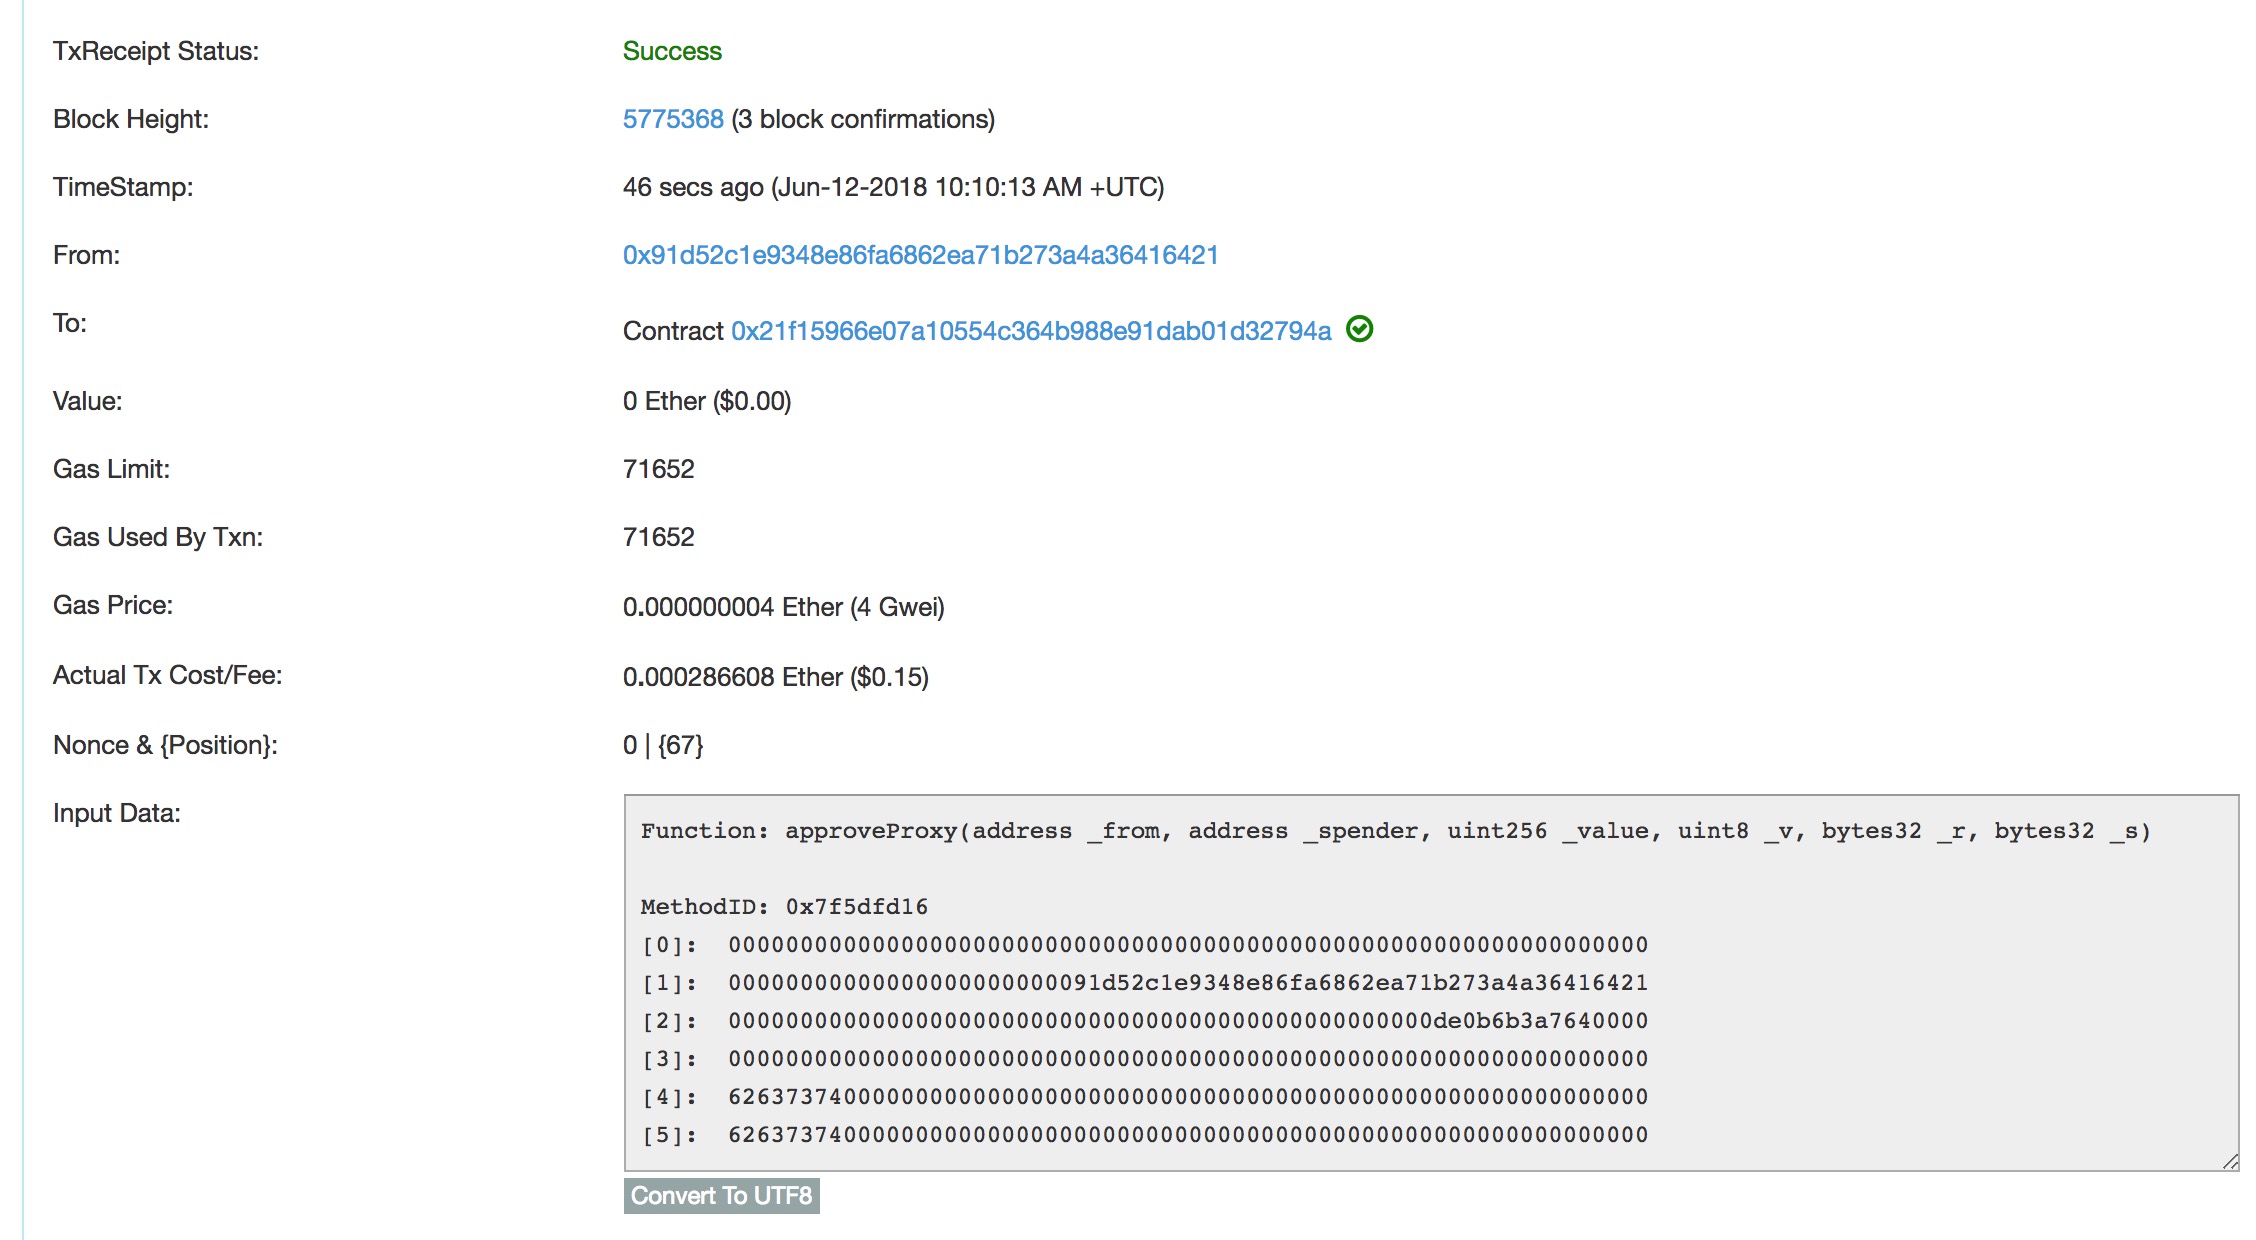 TxReceipt Status: Success
Block Height: 5775368 (3 block confirmations)
TimeStamp: 46 secs ago (Jun-12-2018 10:10:13 AM +UTC)
From: 0x91d52c1e9348e86fa6862ea71b273a4a36416421
To: Contract 0x21f15966e07a10554c364b988e91dab01d32794a
Value: 0 Ether ($0.00)
Gas Limit: 71652
Gas Used By Txn: 71652
Gas Price: 0.000000004 Ether (4 Gwei)
Actual Tx Cost/Fee: 0.000286608 Ether ($0.15)
Nonce & {Position}: 0 | {67}
Input Data:
Function: approveProxy(address _from, address _spender, uint256 _value, uint8 _v, bytes32 _r, bytes32 _s)
MethodID: 0x7f5dfd16
[0]: 0000000000000000000000000000000000000000000000000000000000000000
[1]: 00000000000000000000000091d52c1e9348e86fa6862ea71b273a4a36416421
[2]: 0000000000000000000000000000000000000000000000000de0b6b3a7640000
[3]: 0000000000000000000000000000000000000000000000000000000000000000
[4]: 6263737400000000000000000000000000000000000000000000000000000000
[5]: 6263737400000000000000000000000000000000000000000000000000000000
Convert To UTF8